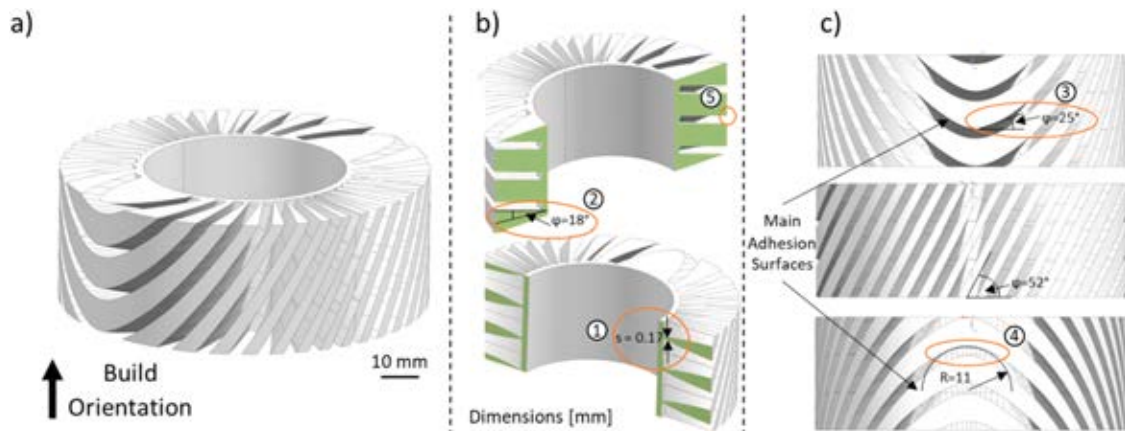 a)
10 mm
Build
Orientation
b)
⑤
②
φ=18°
①
s = 0.17
Dimensions [mm]
c)
③
φ=25°
Main
Adhesion
Surfaces
φ=52°
④
R=11